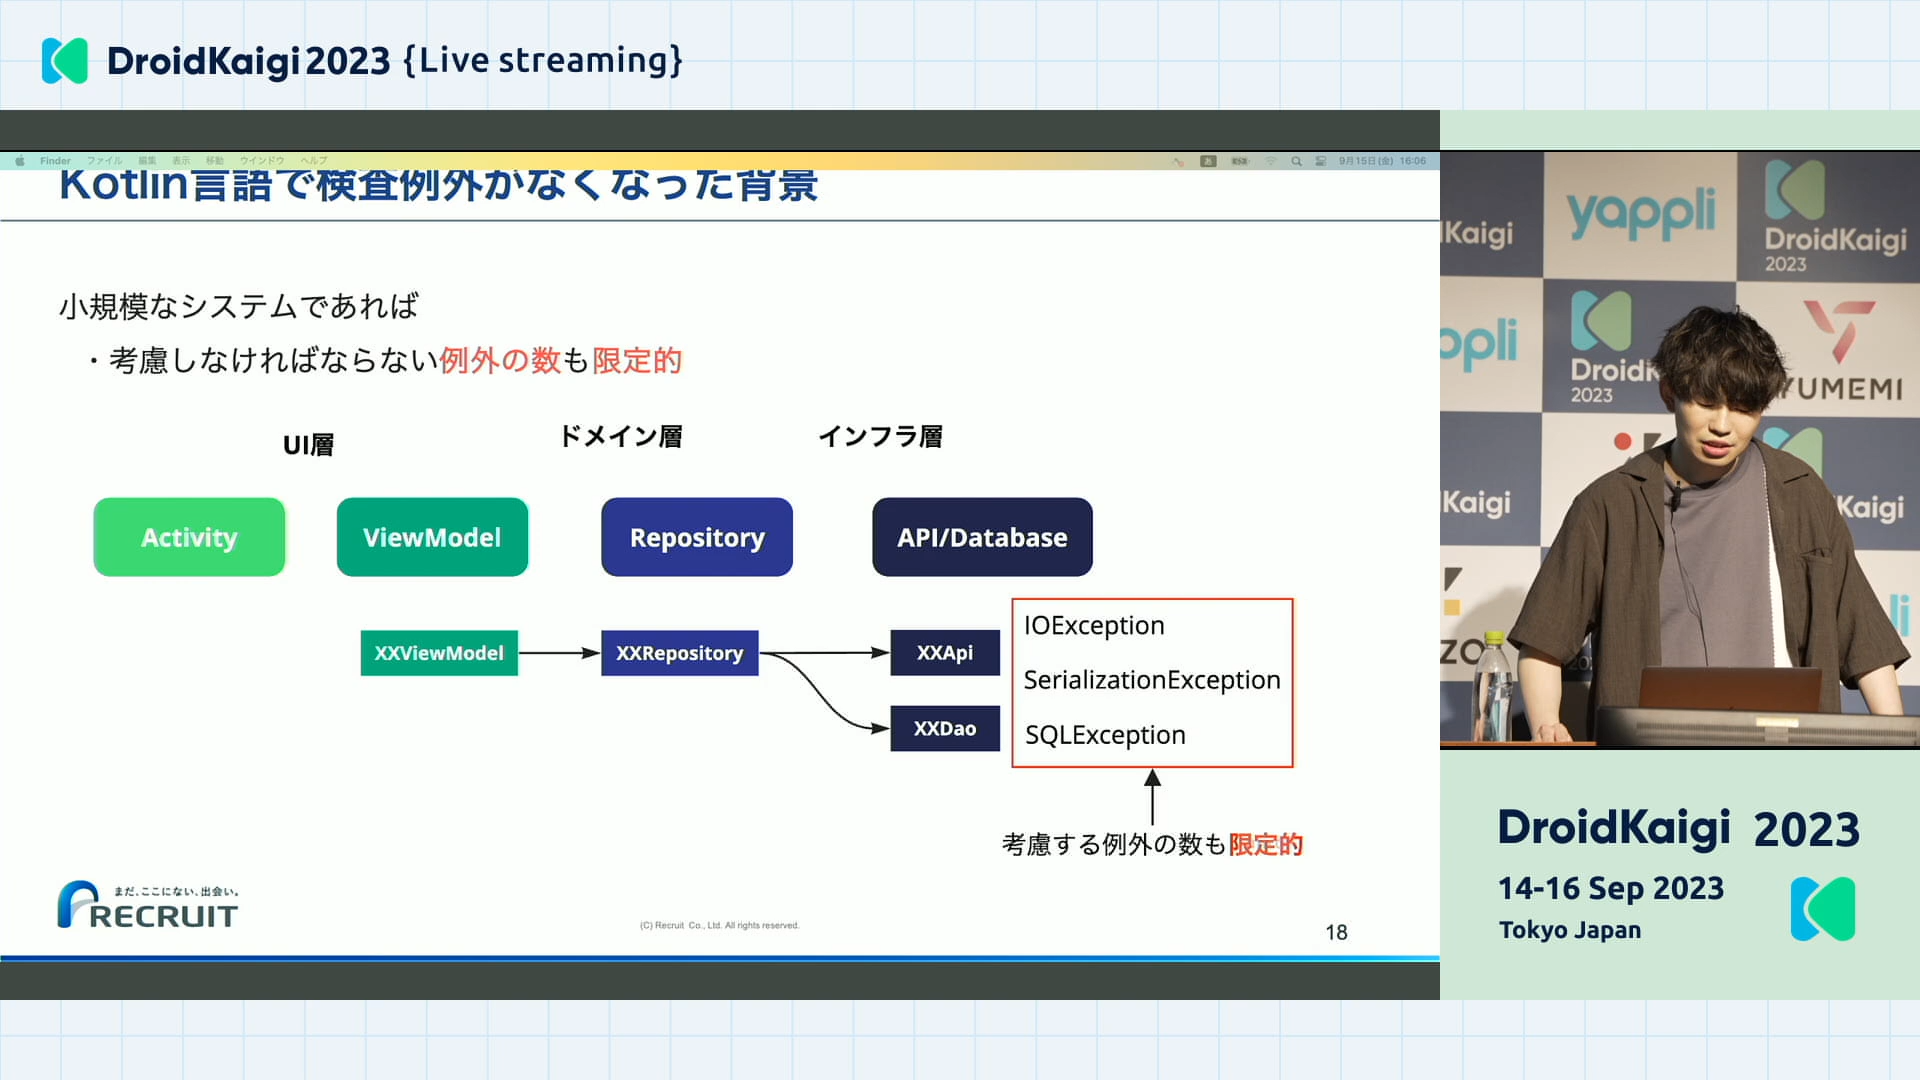 DroidKaigi 2023 {Live streaming}
Finder ファイル 編集 表示 移動 ウインドウ ヘルプ
あ
9月15日(金) 16:06
Kotlin言語で検査例外がなくなった背景
小規模なシステムであれば
・考慮しなければならない例外の数も限定的
UI層
ドメイン層
インフラ層
Activity
ViewModel
Repository
API/Database
XXViewModel
XXRepository
XXApi
XXDao
IOException
SerializationException
SQLException
考慮する例外の数も限定的
まだ、ここにない、出会い。
RECRUIT
(C) Recruit Co., Ltd. All rights reserved.
18
Kaigi
yappli
DroidKaigi
2023
ppli
Droid
2023
YUMEMI
Kaigi
Kaigi
ZO
li
DroidKaigi 2023
14-16 Sep 2023
Tokyo Japan